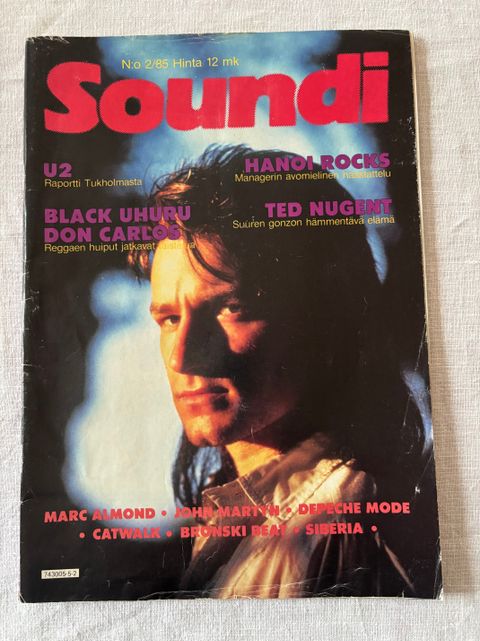 N:o 2/85 Hinta 12 mk
Soundi
U2
Raportti Tukholmasta
HANOI ROCKS
Managerin avomielinen haastattelu
BLACK UHURU
DON CARLOS
Reggaen huiput jatkavat
TED NUGENT
Suuren gonzon hämmentävä elämä
MARC ALMOND • JOHN MARTYN • DEPECHE MODE
• CATWALK • BRONSKI BEAT • SIBERIA •
743005-5-2